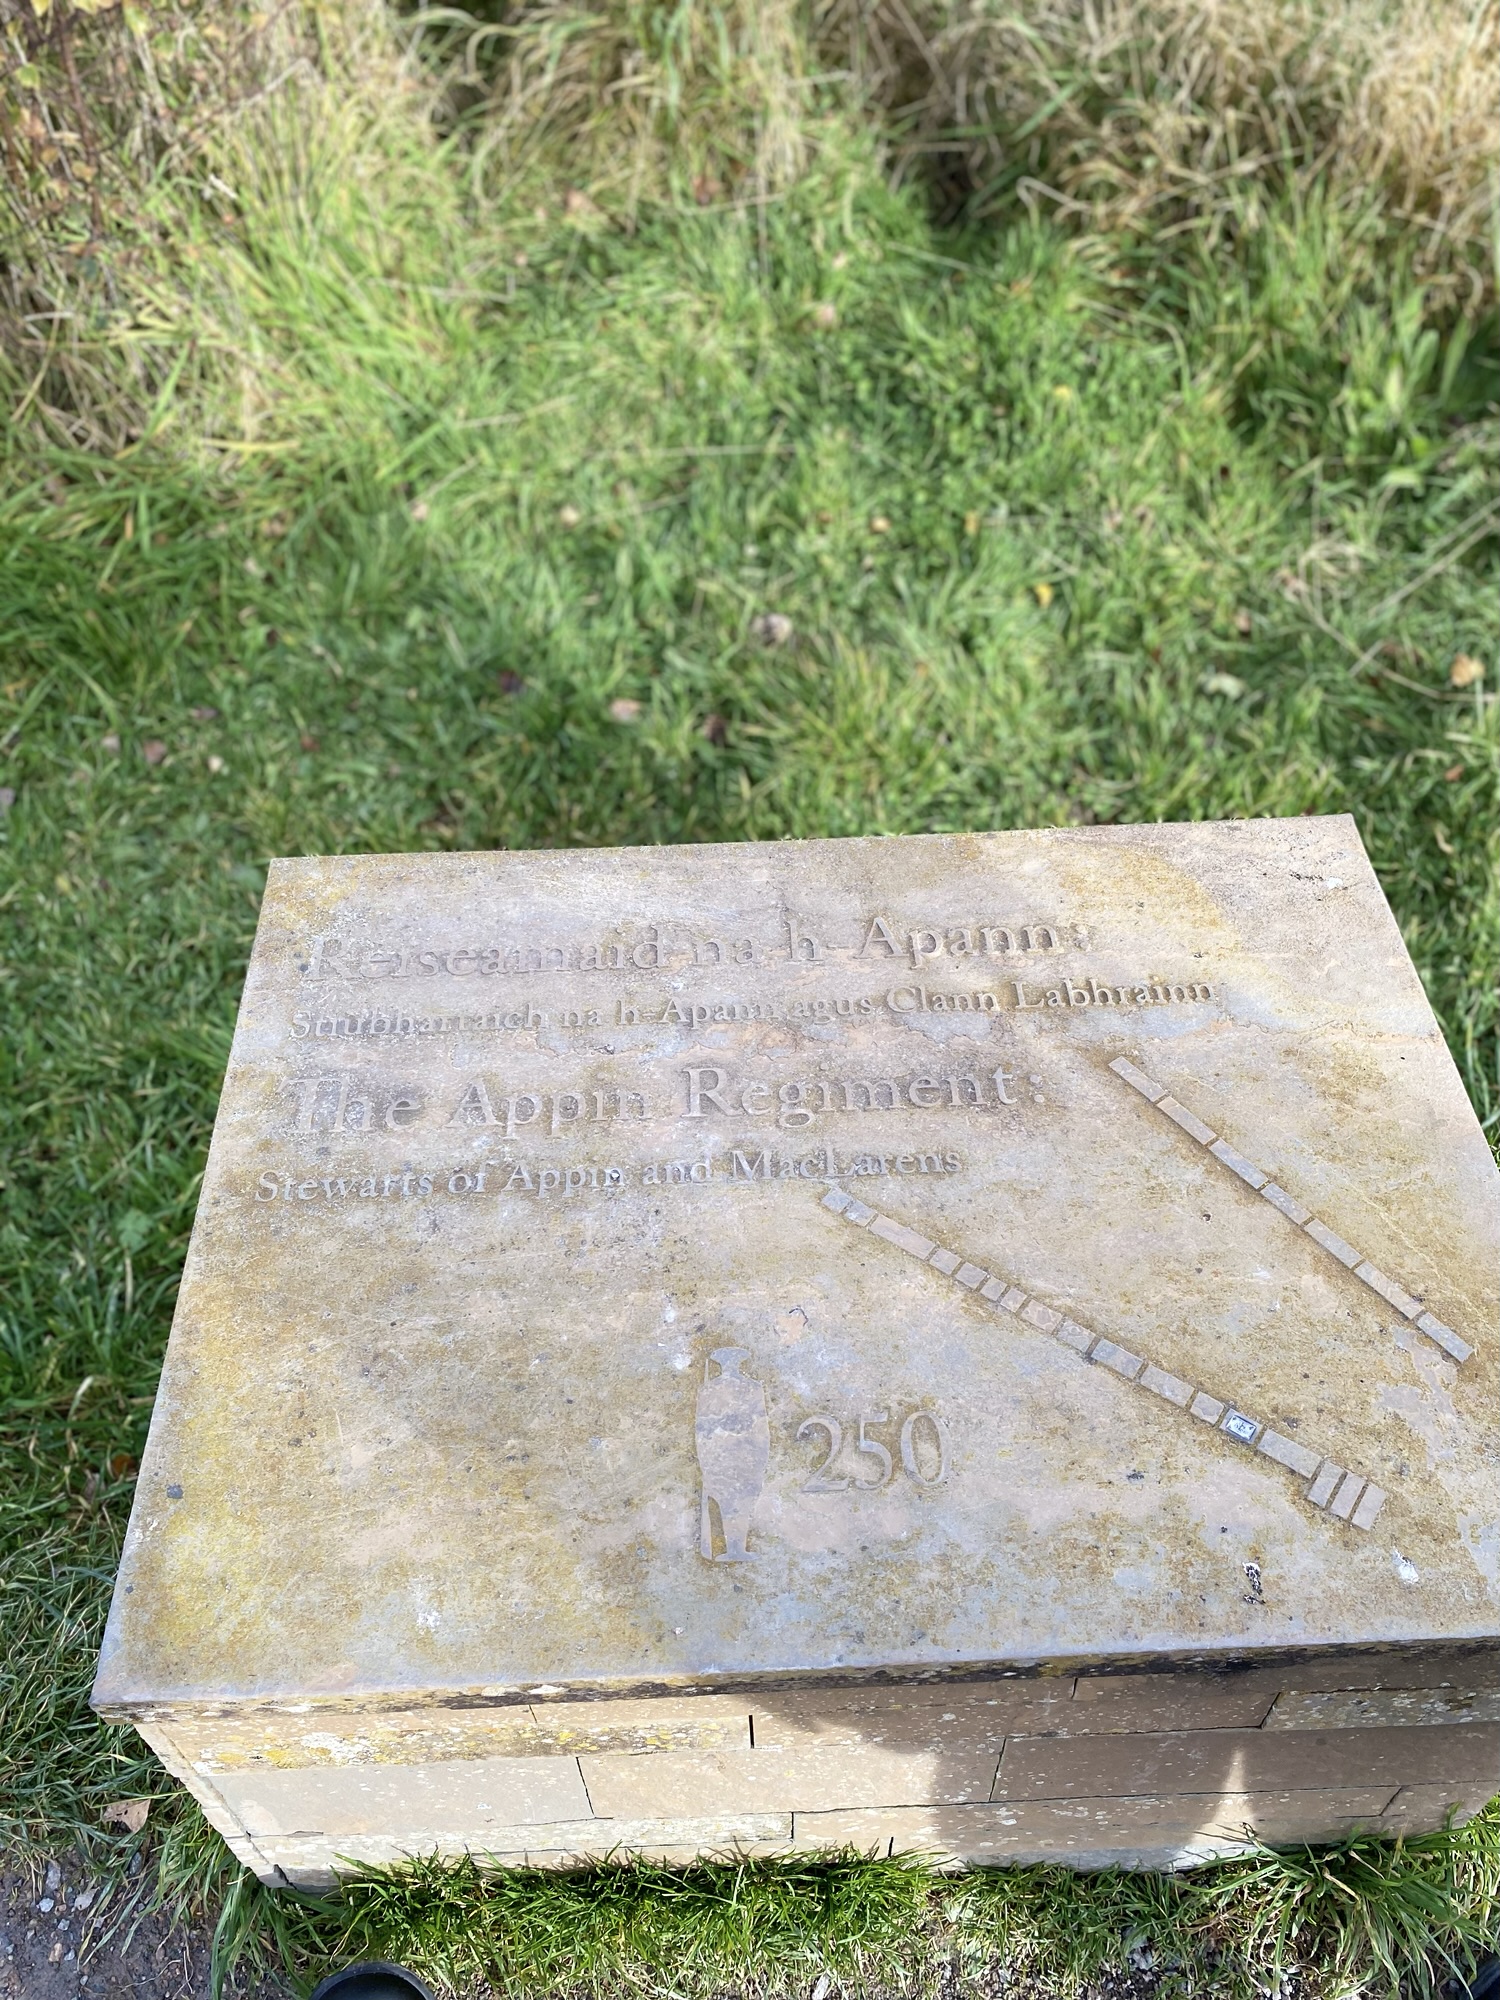 Reiseamaid na h-Apann:
Stiùbhartaich na h-Apann agus Clann Labhrainn
The Appin Regiment:
Stewarts of Appin and MacLarens
250